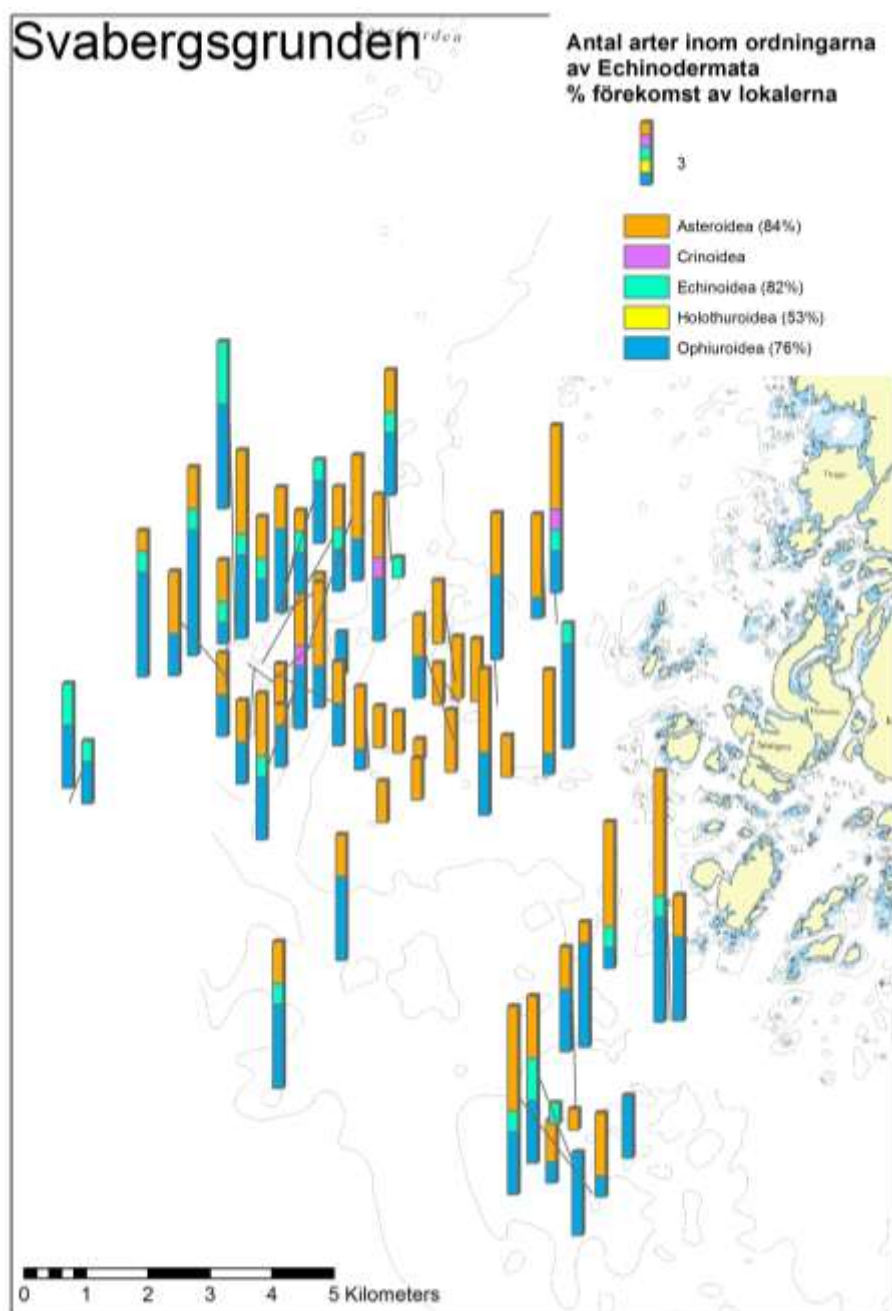 Svabergsgrunden
Antal arter inom ordningarna
av Echinodermata
% förekomst av lokalerna
3
Asteroidea (84%)
Crinoidea
Echinoidea (82%)
Holothuroidea (53%)
Ophiuroidea (76%)
0 1 2 3 4 5 Kilometers